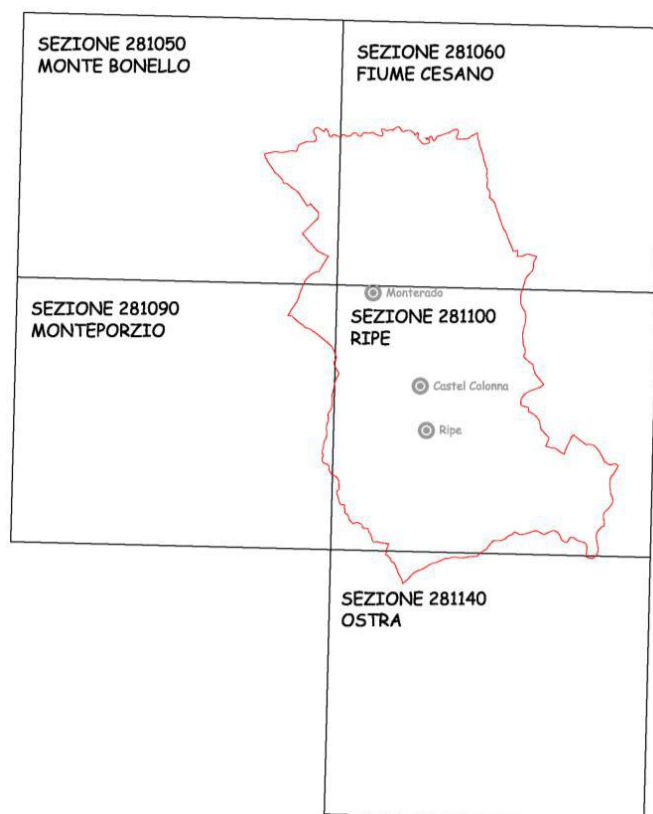 SEZIONE 281050
MONTE BONELLO
SEZIONE 281060
FIUME CESANO
SEZIONE 281090
MONTEPORZIO
Monterado
SEZIONE 281100
RIPE
Castel Colonna
Ripe
SEZIONE 281140
OSTRA